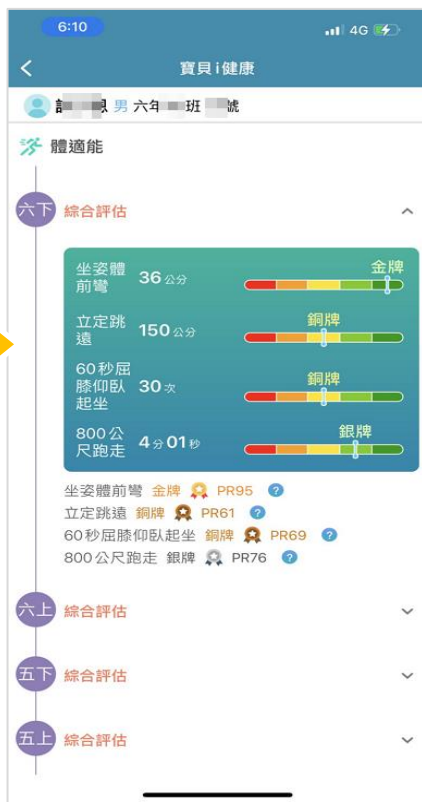 6:10
4G
寶貝i健康
男 六年 班 號
體適能
六下 綜合評估
坐姿體
前彎
36 公分
金牌
立定跳
遠
150 公分
銅牌
60秒屈
膝仰臥
起坐
30 次
銅牌
800公
尺跑走
4分01秒
銀牌
坐姿體前彎 金牌 PR95 ?
立定跳遠 銅牌 PR61 ?
60秒屈膝仰臥起坐 銅牌 PR69 ?
800公尺跑走 銀牌 PR76 ?
六上 綜合評估
五下 綜合評估
五上 綜合評估